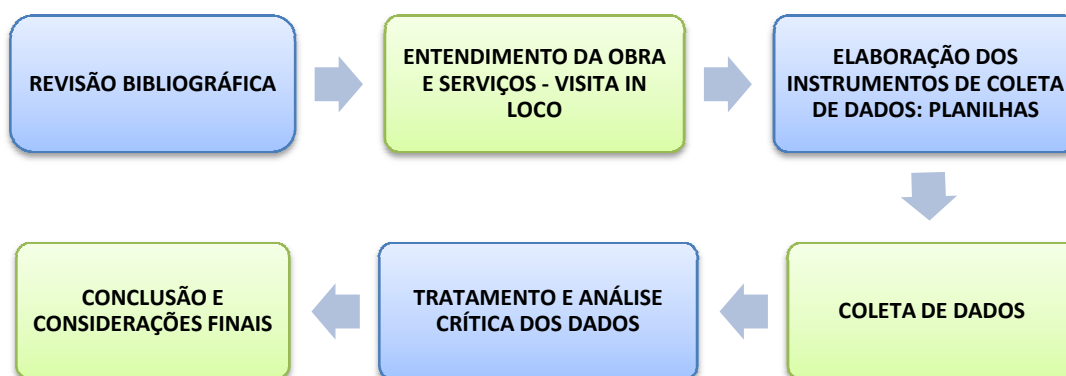 REVISÃO BIBLIOGRÁFICA
ENTENDIMENTO DA OBRA
E SERVIÇOS - VISITA IN
LOCO
ELABORAÇÃO DOS
INSTRUMENTOS DE COLETA
DE DADOS: PLANILHAS
COLETA DE DADOS
TRATAMENTO E ANÁLISE
CRÍTICA DOS DADOS
CONCLUSÃO E
CONSIDERAÇÕES FINAIS